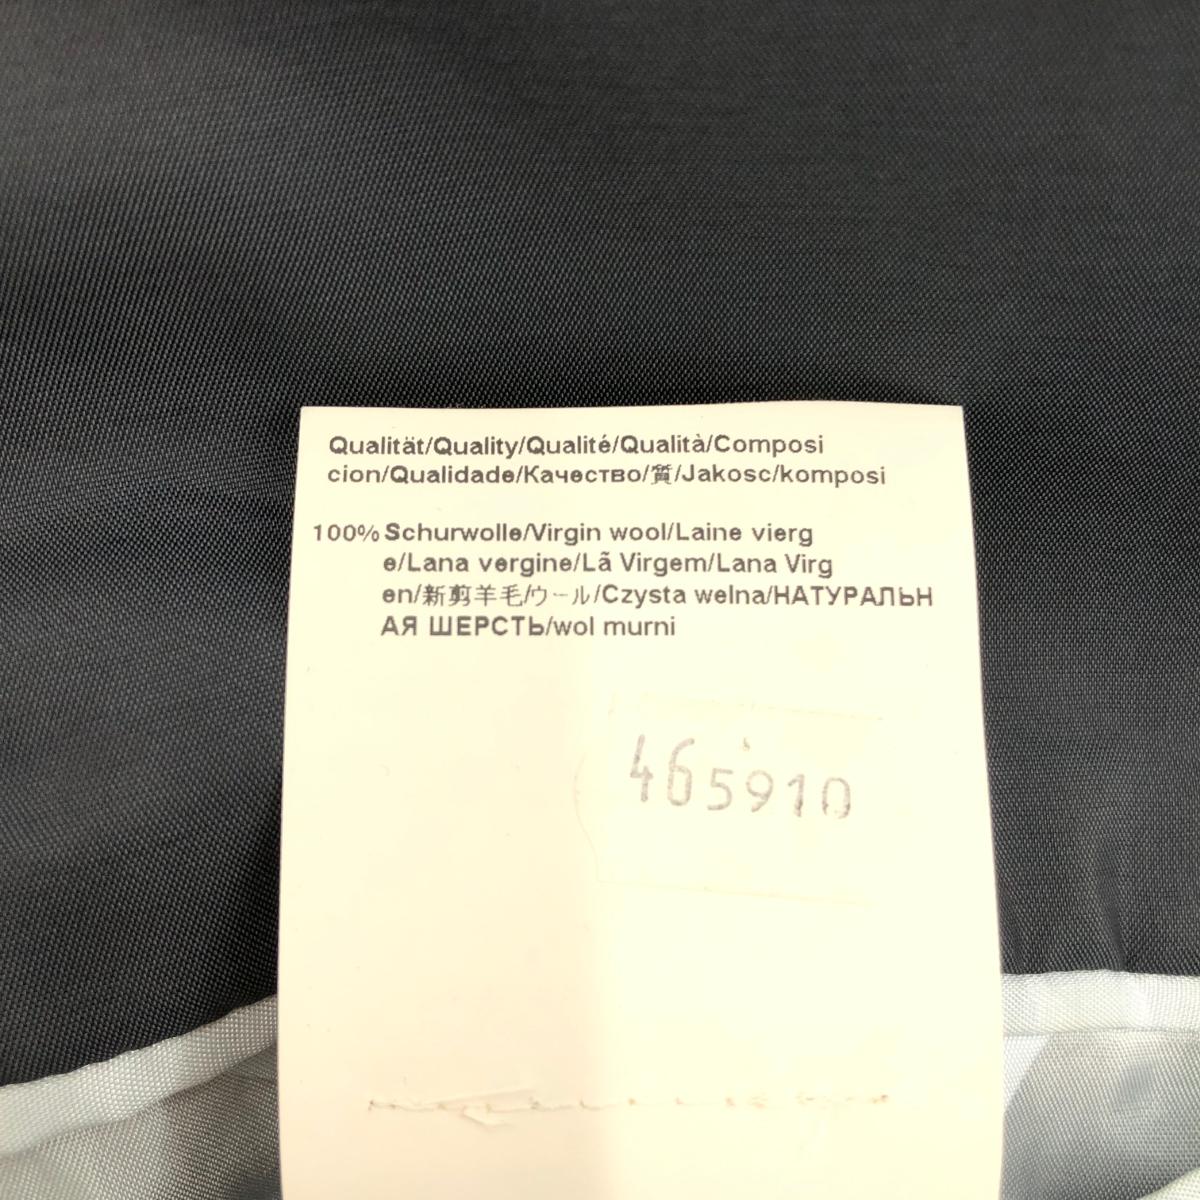 Qualität/Quality/Qualité/Qualità/Composi
cion/Qualidade/Качество/質/Jakosc/komposi
100% Schurwolle/Virgin wool/Laine vierg
e/Lana vergine/Lã Virgem/Lana Virg
en/新剪羊毛/ウール/Czysta welna/НАТУРАЛЬН
АЯ ШЕРСТЬ/wol murni
465910